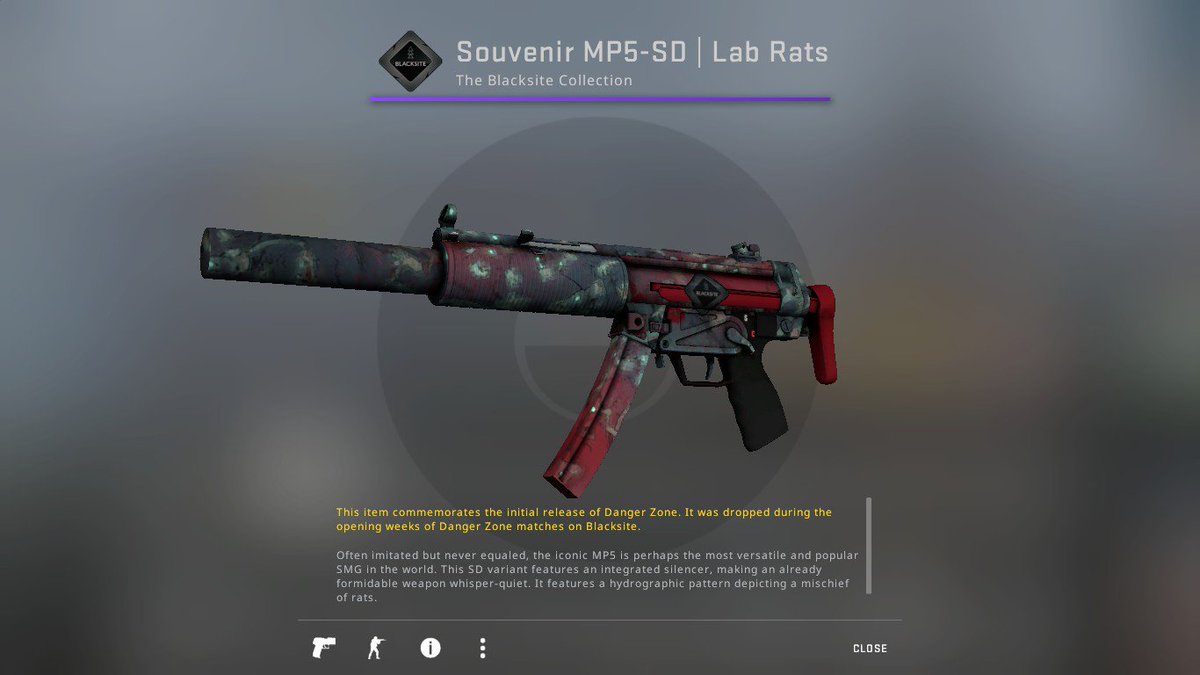 BLACKSITE
Souvenir MP5-SD | Lab Rats
The Blacksite Collection
BLACKSITE
This item commemorates the initial release of Danger Zone. It was dropped during the
opening weeks of Danger Zone matches on Blacksite.
Often imitated but never equaled, the iconic MP5 is perhaps the most versatile and popular
SMG in the world. This SD variant features an integrated silencer, making an already
formidable weapon whisper-quiet. It features a hydrographic pattern depicting a mischief
of rats.
CLOSE